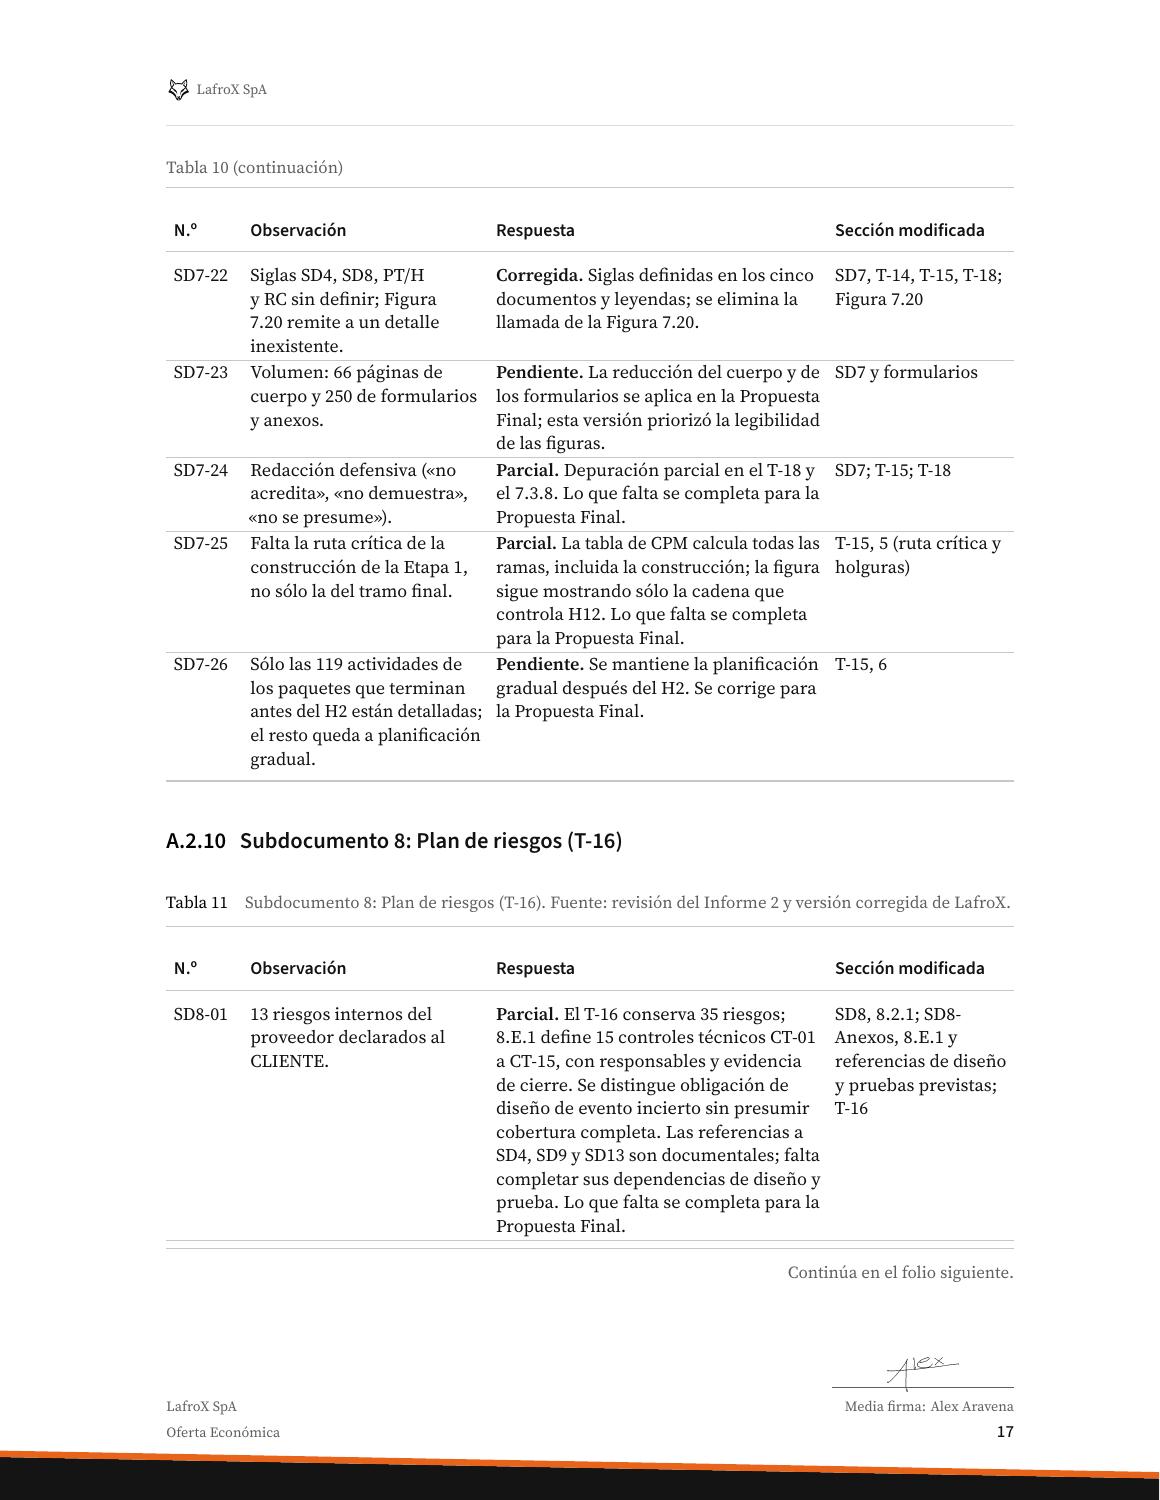 LafroX SpA
Tabla 10 (continuación)
N.º Observación Respuesta Sección modificada
SD7-22 Siglas SD4, SD8, PT/H Corregida. Siglas definidas en los cinco SD7, T-14, T-15, T-18;
y RC sin definir; Figura documentos y leyendas; se elimina la Figura 7.20
7.20 remite a un detalle llamada de la Figura 7.20.
inexistente.
SD7-23 Volumen: 66 páginas de Pendiente. La reducción del cuerpo y de SD7 y formularios
cuerpo y 250 de formularios los formularios se aplica en la Propuesta
y anexos. Final; esta versión priorizó la legibilidad
de las figuras.
SD7-24 Redacción defensiva («no Parcial. Depuración parcial en el T-18 y SD7; T-15; T-18
acredita», «no demuestra», el 7.3.8. Lo que falta se completa para la
«no se presume»). Propuesta Final.
SD7-25 Falta la ruta crítica de la Parcial. La tabla de CPM calcula todas las T-15, 5 (ruta crítica y
construcción de la Etapa 1, ramas, incluida la construcción; la figura holguras)
no sólo la del tramo final. sigue mostrando sólo la cadena que
controla H12. Lo que falta se completa
para la Propuesta Final.
SD7-26 Sólo las 119 actividades de Pendiente. Se mantiene la planificación T-15, 6
los paquetes que terminan gradual después del H2. Se corrige para
antes del H2 están detalladas; la Propuesta Final.
el resto queda a planificación
gradual.
A.2.10 Subdocumento 8: Plan de riesgos (T-16)
Tabla 11 Subdocumento 8: Plan de riesgos (T-16). Fuente: revisión del Informe 2 y versión corregida de LafroX.
N.º Observación Respuesta Sección modificada
SD8-01 13 riesgos internos del Parcial. El T-16 conserva 35 riesgos; SD8, 8.2.1; SD8-
proveedor declarados al 8.E.1 define 15 controles técnicos CT-01 Anexos, 8.E.1 y
CLIENTE. a CT-15, con responsables y evidencia referencias de diseño
de cierre. Se distingue obligación de y pruebas previstas;
diseño de evento incierto sin presumir T-16
cobertura completa. Las referencias a
SD4, SD9 y SD13 son documentales; falta
completar sus dependencias de diseño y
prueba. Lo que falta se completa para la
Propuesta Final.
Continúa en el folio siguiente.
Alex
LafroX SpA Media firma: Alex Aravena
Oferta Económica 17